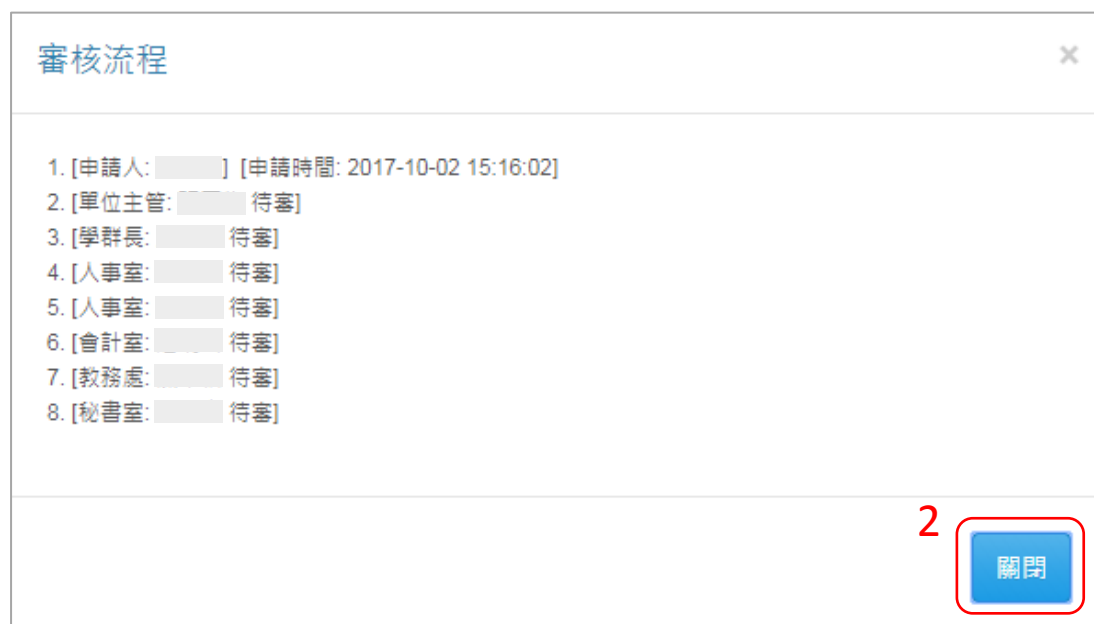 審核流程
×
1. [申請人: ] [申請時間: 2017-10-02 15:16:02]
2. [單位主管: 待審]
3. [學群長: 待審]
4. [人事室: 待審]
5. [人事室: 待審]
6. [會計室: 待審]
7. [教務處: 待審]
8. [秘書室: 待審]
2
關閉